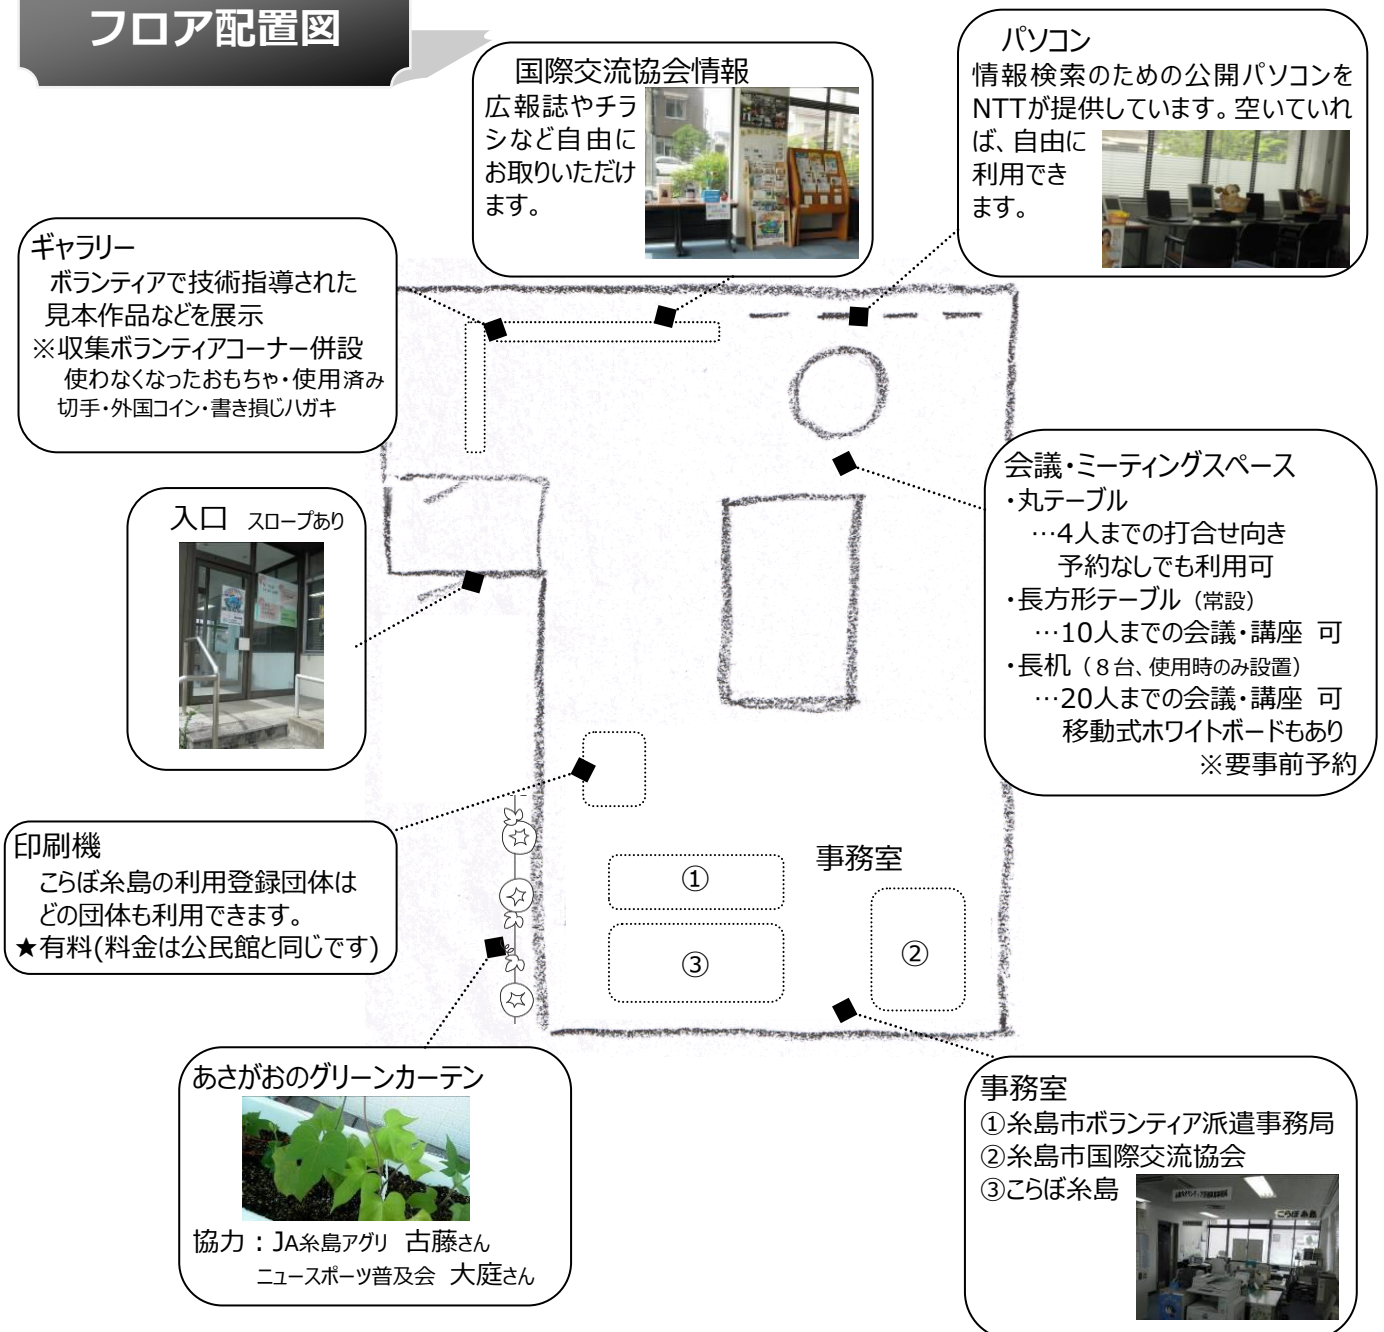 フロア配置図
国際交流協会情報
広報誌やチラ
シなど自由に
お取りいただけ
ます。
パソコン
情報検索のための公開パソコンを
NTTが提供しています。空いていれ
ば、自由に
利用でき
ます。
ギャラリー
ボランティアで技術指導された
見本作品などを展示
※収集ボランティアコーナー併設
使わなくなったおもちゃ・使用済み
切手・外国コイン・書き損じハガキ
入口 スロープあり
会議・ミーティングスペース
・丸テーブル
…4人までの打合せ向き
予約なしでも利用可
・長方形テーブル（常設）
…10人までの会議・講座 可
・長机（８台、使用時のみ設置）
…20人までの会議・講座 可
移動式ホワイトボードもあり
※要事前予約
印刷機
こらぼ糸島の利用登録団体は
どの団体も利用できます。
★有料(料金は公民館と同じです)
事務室
①
②
③
あさがおのグリーンカーテン
協力：JA糸島アグリ 古藤さん
ニュースポーツ普及会 大庭さん
事務室
①糸島市ボランティア派遣事務局
②糸島市国際交流協会
③こらぼ糸島
こらぼ糸島